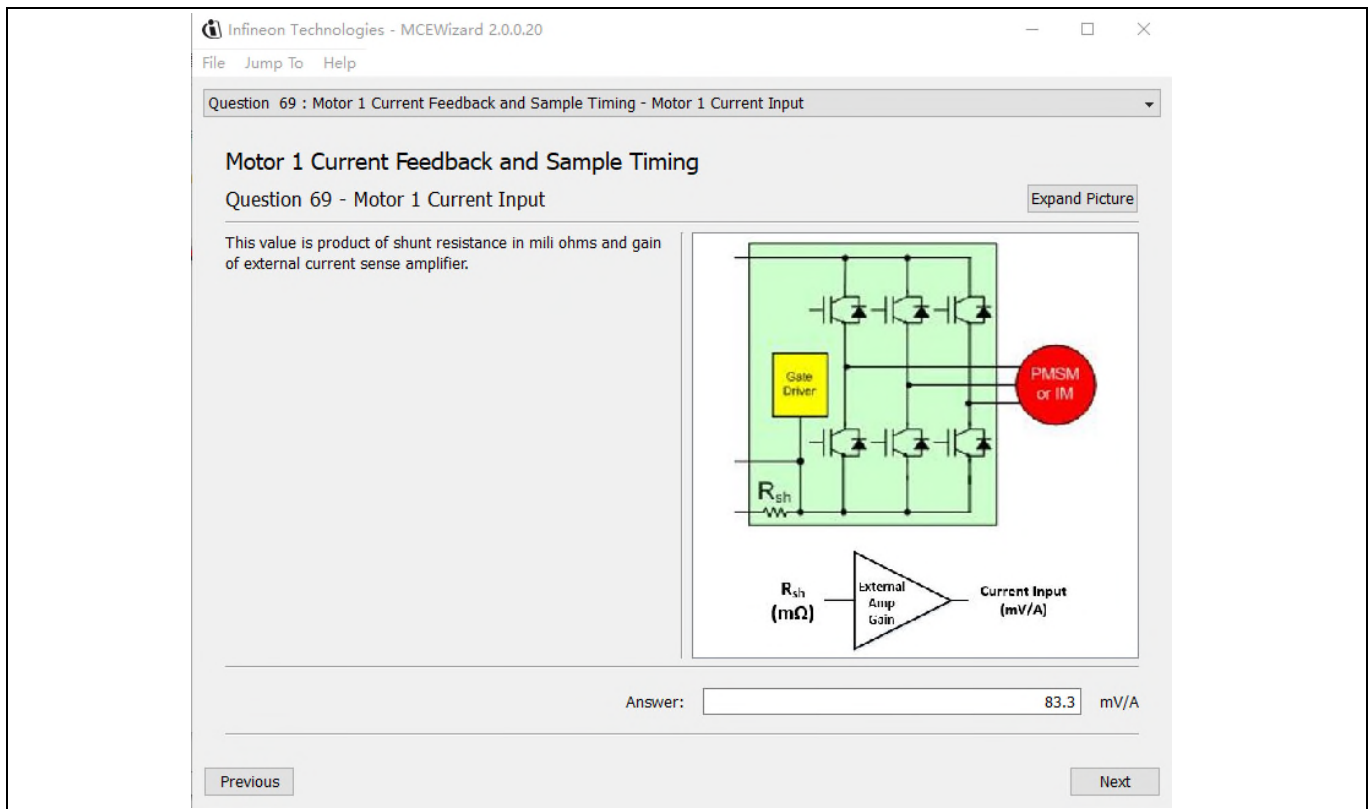 Infineon Technologies - MCEWizard 2.0.0.20
File Jump To Help
Question 69 : Motor 1 Current Feedback and Sample Timing - Motor 1 Current Input
Motor 1 Current Feedback and Sample Timing
Question 69 - Motor 1 Current Input
Expand Picture
This value is product of shunt resistance in mili ohms and gain
of external current sense amplifier.
Gate
Driver
PMSM
or IM
Rsh
Rsh
(mΩ)
External
Amp
Gain
Current Input
(mV/A)
Answer: 83.3 mV/A
Previous Next